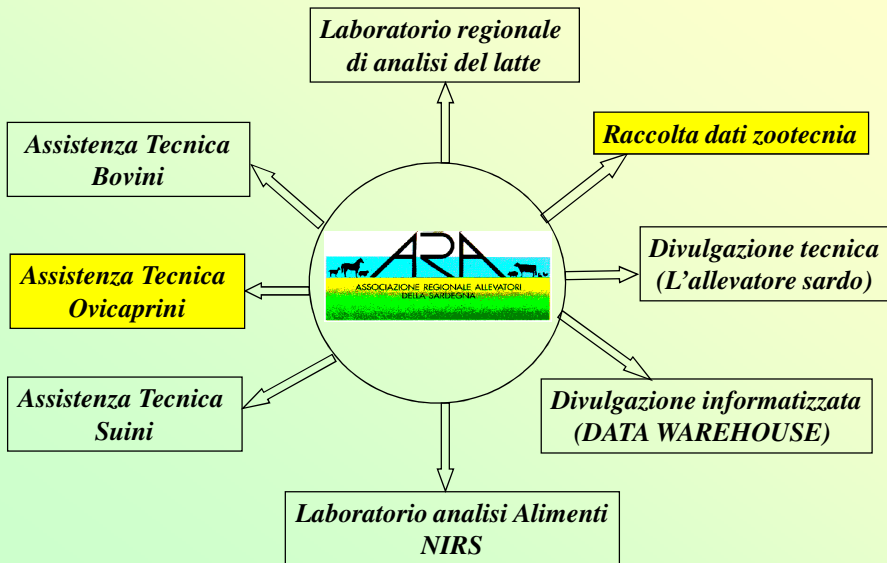 Laboratorio regionale
di analisi del latte
Raccolta dati zootecnia
Assistenza Tecnica
Bovini
Divulgazione tecnica
(L'allevatore sardo)
Assistenza Tecnica
Ovicaprini
ARA
ASSOCIAZIONE REGIONALE ALLEVATORI
DELLA SARDEGNA
Assistenza Tecnica
Suini
Divulgazione informatizzata
(DATA WAREHOUSE)
Laboratorio analisi Alimenti
NIRS